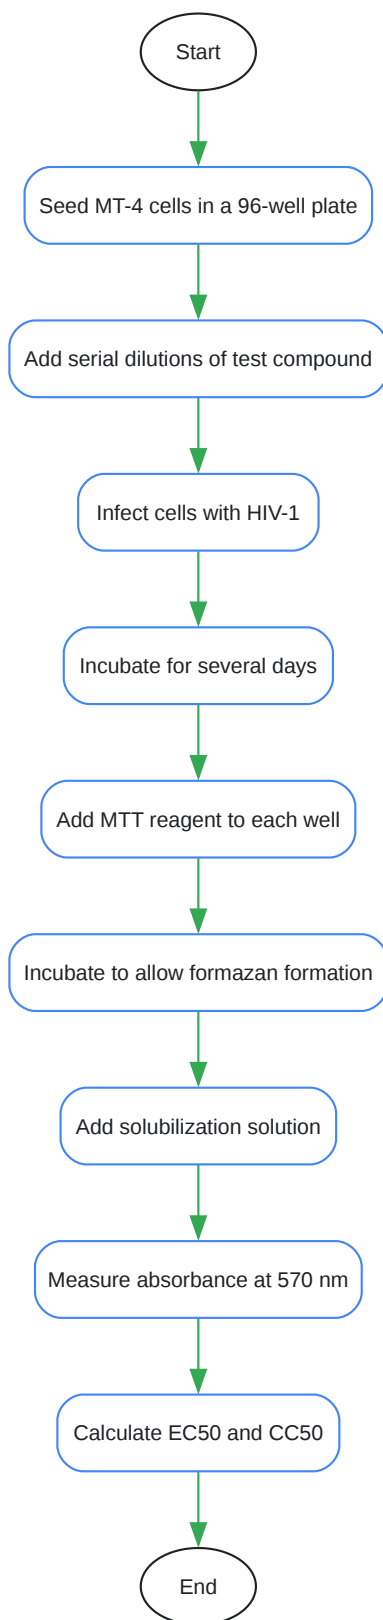 Start
Seed MT-4 cells in a 96-well plate
Add serial dilutions of test compound
Infect cells with HIV-1
Incubate for several days
Add MTT reagent to each well
Incubate to allow formazan formation
Add solubilization solution
Measure absorbance at 570 nm
Calculate EC50 and CC50
End